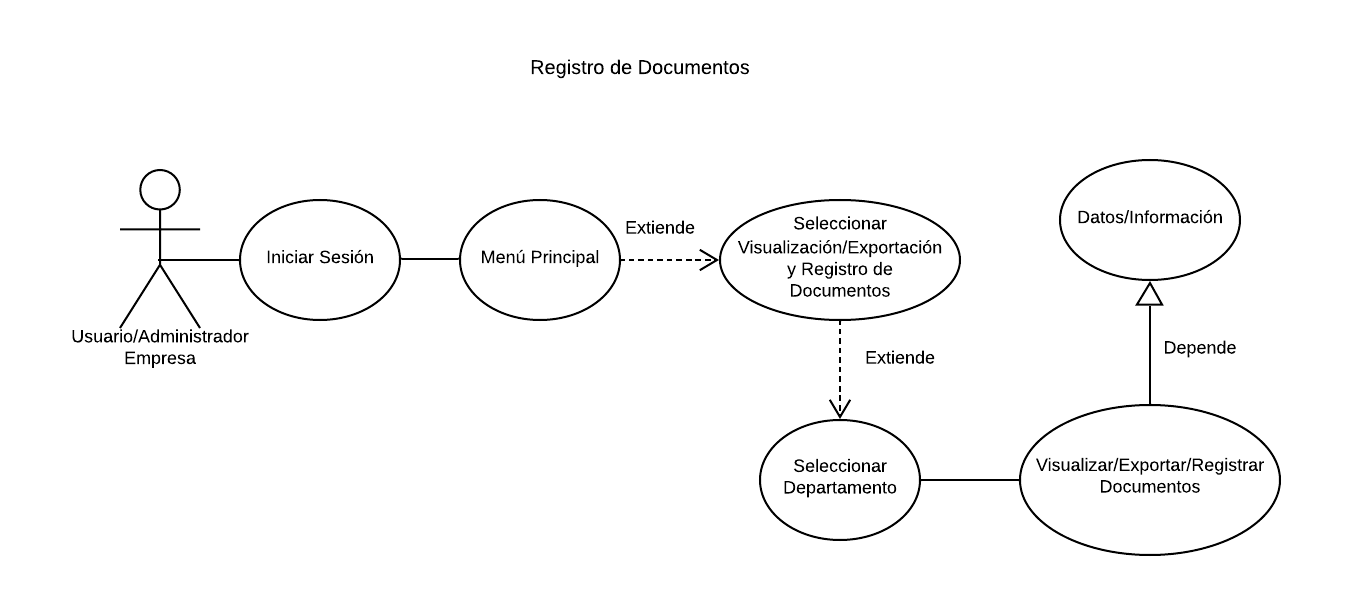 Registro de Documentos
Usuario/Administrador
Empresa
Iniciar Sesión
Menú Principal
Extiende
Seleccionar
Visualización/Exportación
y Registro de
Documentos
Extiende
Seleccionar
Departamento
Visualizar/Exportar/Registrar
Documentos
Depende
Datos/Información